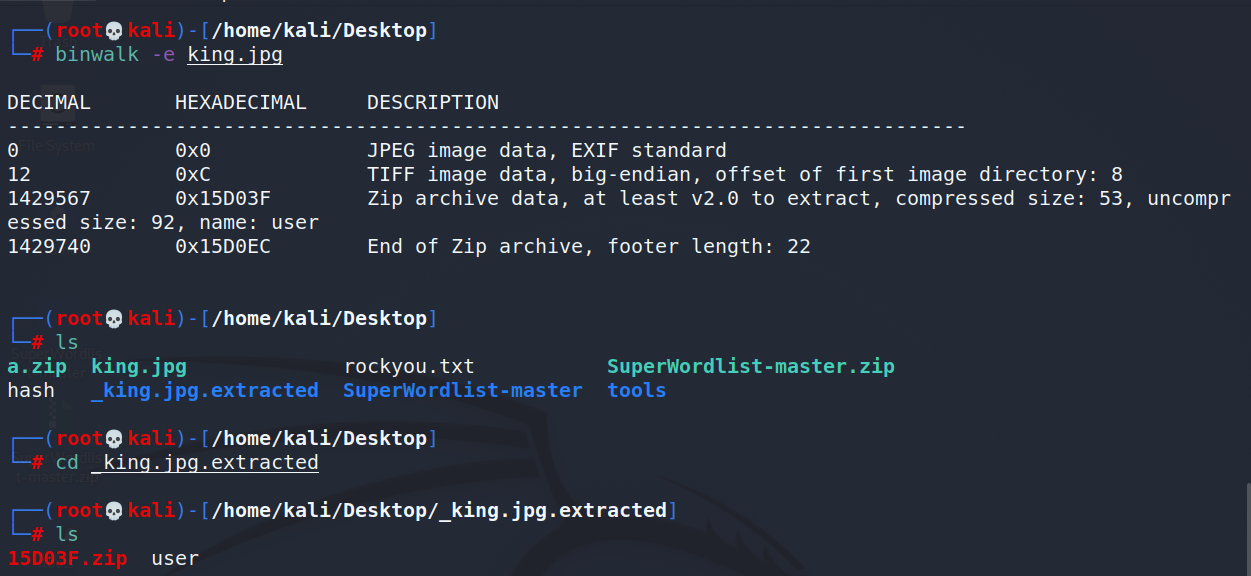 ┌──(root💀kali)-[/home/kali/Desktop]
└─# binwalk -e king.jpg
DECIMAL       HEXADECIMAL     DESCRIPTION
--------------------------------------------------------------------------------
0             0x0             JPEG image data, EXIF standard
12            0xC             TIFF image data, big-endian, offset of first image directory: 8
1429567       0x15D03F        Zip archive data, at least v2.0 to extract, compressed size: 53, uncompr
essed size: 92, name: user
1429740       0x15D0EC        End of Zip archive, footer length: 22
┌──(root💀kali)-[/home/kali/Desktop]
└─# ls
a.zip  king.jpg             rockyou.txt           SuperWordlist-master.zip
hash   _king.jpg.extracted  SuperWordlist-master  tools
┌──(root💀kali)-[/home/kali/Desktop]
└─# cd _king.jpg.extracted
┌──(root💀kali)-[/home/kali/Desktop/_king.jpg.extracted]
└─# ls
15D03F.zip  user